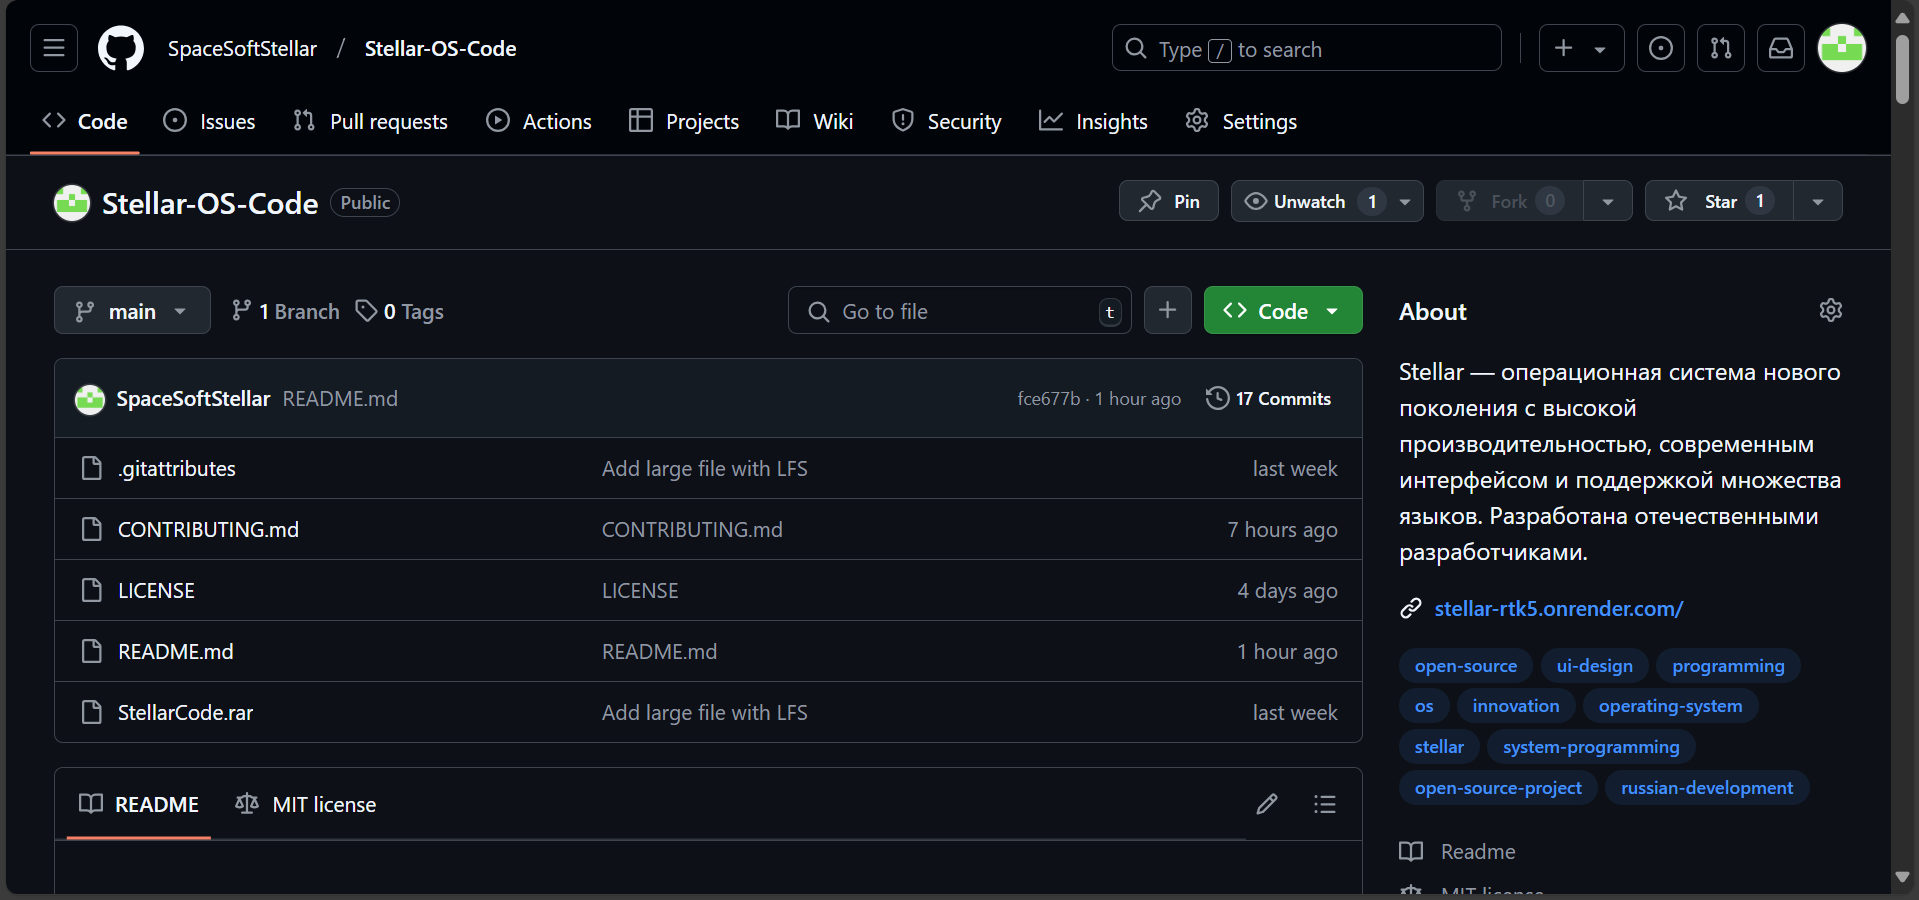 SpaceSoftStellar / Stellar-OS-Code
Type / to search
Code
Issues
Pull requests
Actions
Projects
Wiki
Security
Insights
Settings
Stellar-OS-Code Public
Pin
Unwatch 1
Fork 0
Star 1
main
1 Branch
0 Tags
Go to file t
Code
SpaceSoftStellar README.md fce677b · 1 hour ago 17 Commits
.gitattributes Add large file with LFS last week
CONTRIBUTING.md CONTRIBUTING.md 7 hours ago
LICENSE LICENSE 4 days ago
README.md README.md 1 hour ago
StellarCode.rar Add large file with LFS last week
README
MIT license
About
Stellar — операционная система нового
поколения с высокой
производительностью, современным
интерфейсом и поддержкой множества
языков. Разработана отечественными
разработчиками.
stellar-rtk5.onrender.com/
open-source ui-design programming
os innovation operating-system
stellar system-programming
open-source-project russian-development
Readme
MIT license